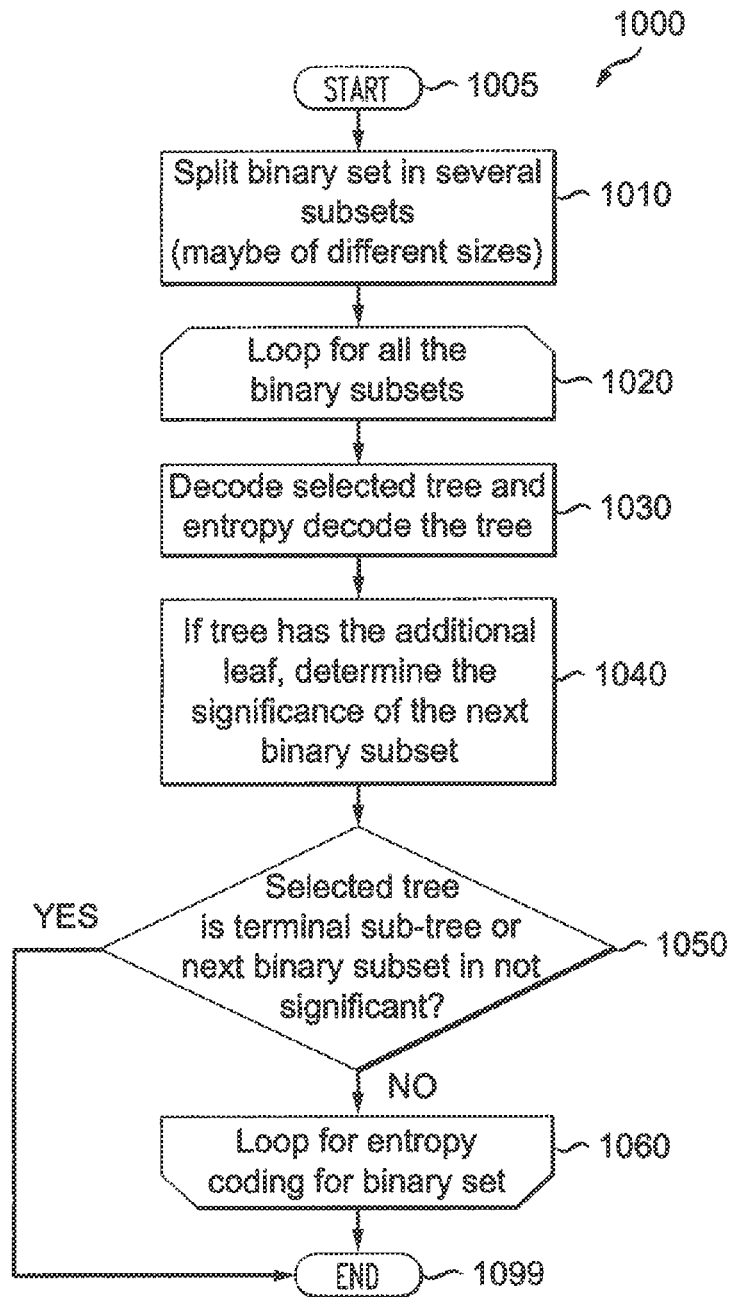 1000
START
1005
Split binary set in several
subsets
(maybe of different sizes)
1010
Loop for all the
binary subsets
1020
Decode selected tree and
entropy decode the tree
1030
If tree has the additional
leaf, determine the
significance of the next
binary subset
1040
YES
Selected tree
is terminal sub-tree or
next binary subset in not
significant?
1050
NO
Loop for entropy
coding for binary set
1060
END
1099